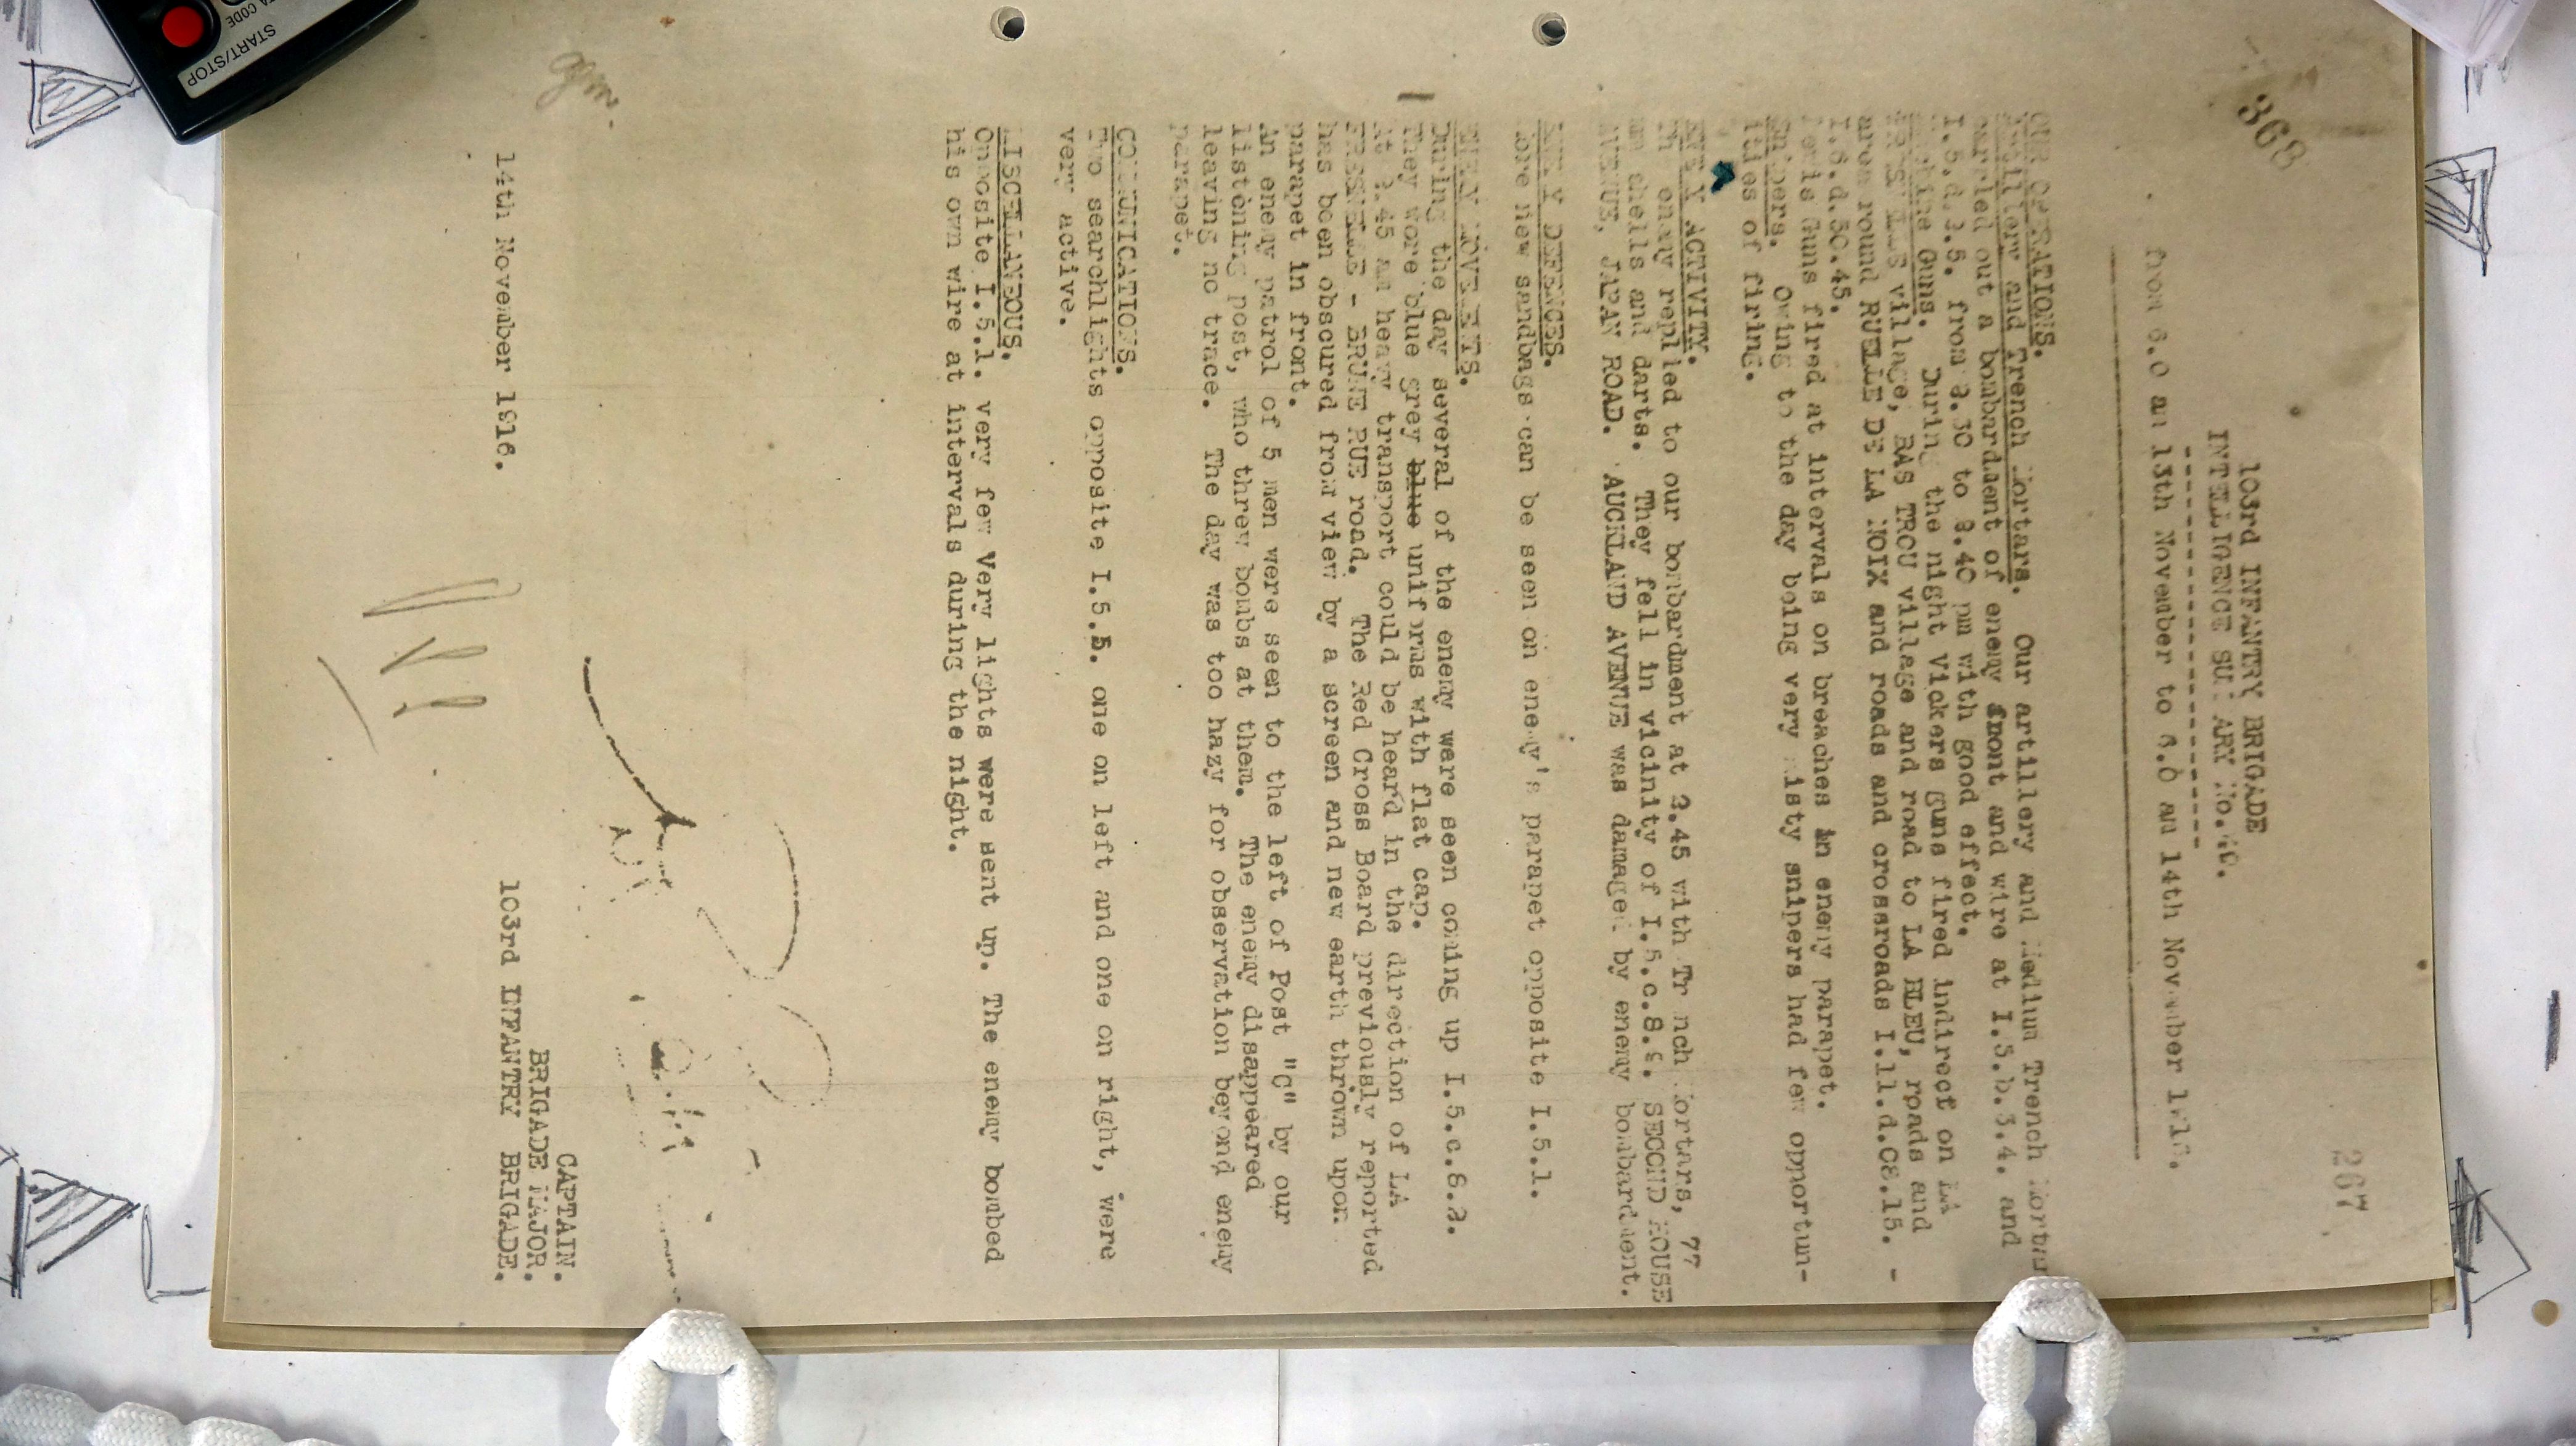 368
267
103rd INFANTRY BRIGADE
INTELLIGENCE SUMMARY No.
from 6.0 am 13th November to 6.0 am 14th November 1916.
OUR OPERATIONS.
Artillery and Trench Mortars. Our artillery and Medium Trench Mortars
carried out a bombardment of enemy front and wire at I.5.b.3.4. and
I.5.d.3.5. from 3.30 to 3.40 pm with good effect.
Machine Guns. During the night vickers guns fired indirect on LA
village, BAS TROU village and road to LA BLEU, roads and
area round RUELLE DE LA NOIX and roads and crossroads I.11.d.08.15. -
I.6.d.50.45.
Lewis Guns fired at intervals on breaches in enemy parapet.
Snipers. Owing to the day being very misty snipers had few opportun-
ities of firing.
ENEMY ACTIVITY.
The enemy replied to our bombardment at 3.45 with Trench Mortars, 77
mm shells and darts. They fell in vicinity of I.5.c.8.8. SECOND HOUSE
AVENUE, JAPAN ROAD. AUCKLAND AVENUE was damaged by enemy bombardment.
ENEMY DEFENCES.
More new sandbags can be seen on enemy's parapet opposite I.5.1.
ENEMY MOVEMENTS.
During the day several of the enemy were seen coming up I.5.c.8.2.
They wore blue grey blue uniforms with flat cap.
At 3.45 am heavy transport could be heard in the direction of LA
FRESNELLE - BRUNE RUE road. The Red Cross Board previously reported
has been obscured from view by a screen and new earth thrown upon
parapet in front.
An enemy patrol of 5 men were seen to the left of Post "C" by our
listening post, who threw bombs at them. The enemy disappeared
leaving no trace. The day was too hazy for observation beyond enemy
parapet.
COMMUNICATIONS.
Two searchlights opposite I.5.5. one on left and one on right, were
very active.
MISCELLANEOUS.
Opposite I.5.1. very few Very lights were sent up. The enemy bombed
his own wire at intervals during the night.
CAPTAIN.
BRIGADE MAJOR.
14th November 1916. 103rd INFANTRY BRIGADE.
START/STOP
CODE